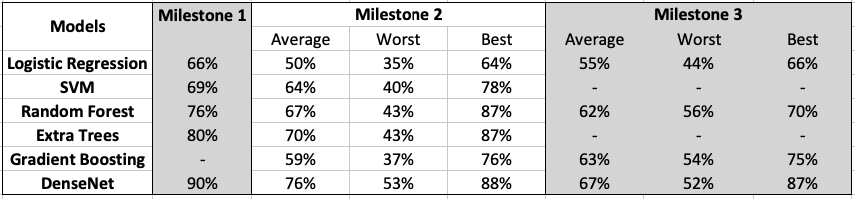 Models Milestone 1 Milestone 2 Milestone 3
Average Worst Best Average Worst Best
Logistic Regression 66% 50% 35% 64% 55% 44% 66%
SVM 69% 64% 40% 78% - - -
Random Forest 76% 67% 43% 87% 62% 56% 70%
Extra Trees 80% 70% 43% 87% - - -
Gradient Boosting - 59% 37% 76% 63% 54% 75%
DenseNet 90% 76% 53% 88% 67% 52% 87%